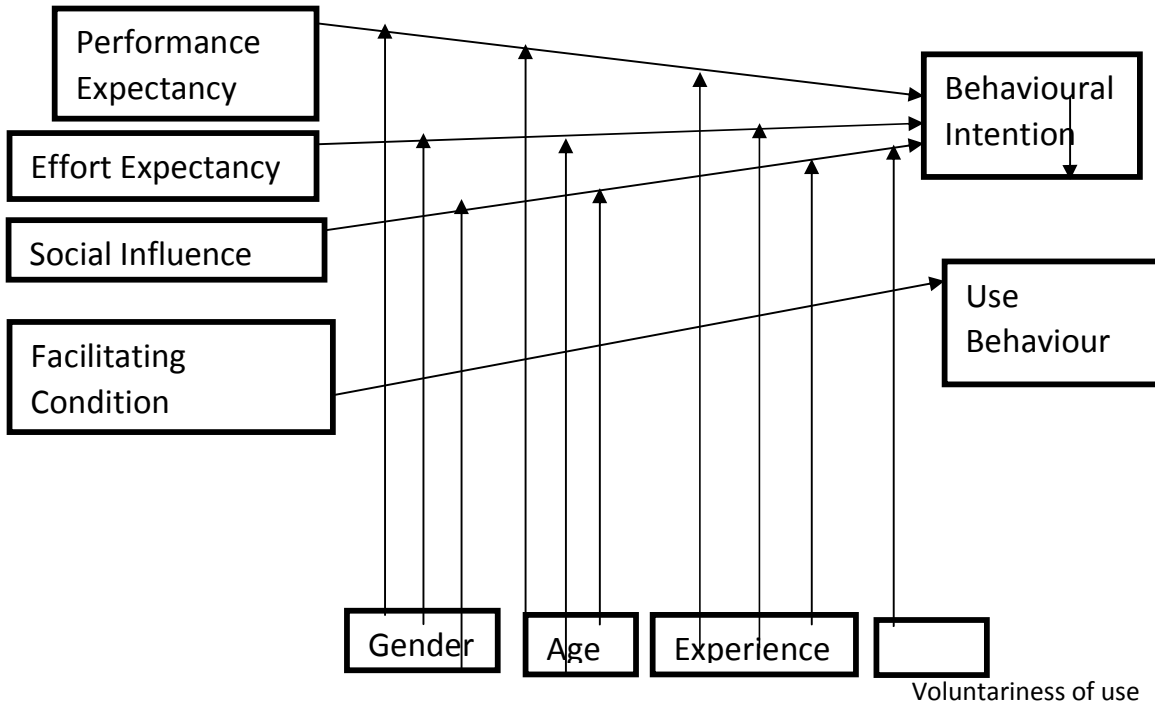 Performance
Expectancy
Behavioural
Intention
Effort Expectancy
Social Influence
Use
Behaviour
Facilitating
Condition
Gender
Age
Experience
Voluntariness of use